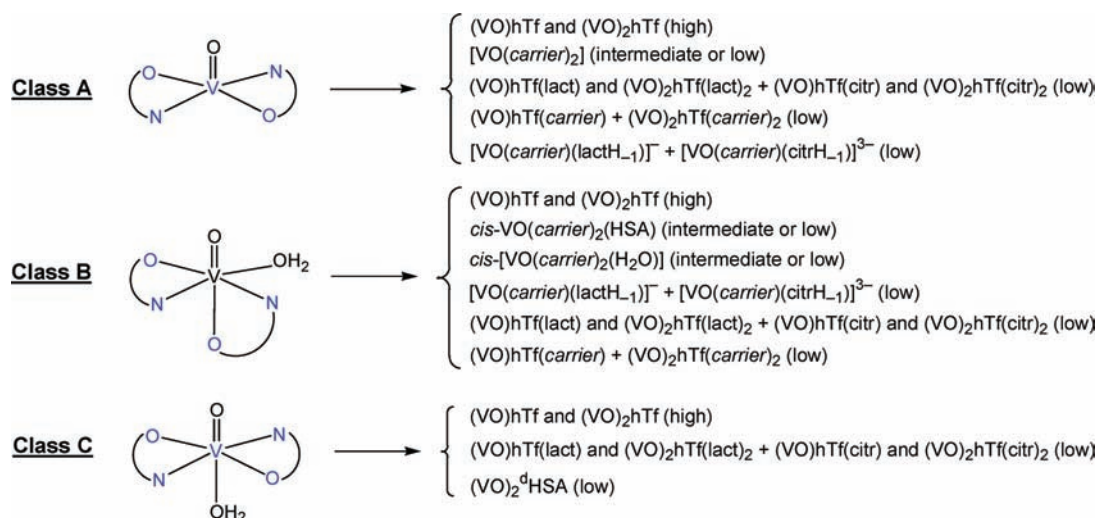 Class A
O
O
N
V
N
O
(VO)hTf and (VO)₂hTf (high)
[VO(carrier)₂] (intermediate or low)
(VO)hTf(lact) and (VO)₂hTf(lact)₂ + (VO)hTf(citr) and (VO)₂hTf(citr)₂ (low)
(VO)hTf(carrier) + (VO)₂hTf(carrier)₂ (low)
[VO(carrier)(lactH₋₁)]⁻ + [VO(carrier)(citrH₋₁)]³⁻ (low)
Class B
O
O
OH₂
V
N
N
O
(VO)hTf and (VO)₂hTf (high)
cis-VO(carrier)₂(HSA) (intermediate or low)
cis-[VO(carrier)₂(H₂O)] (intermediate or low)
[VO(carrier)(lactH₋₁)]⁻ + [VO(carrier)(citrH₋₁)]³⁻ (low)
(VO)hTf(lact) and (VO)₂hTf(lact)₂ + (VO)hTf(citr) and (VO)₂hTf(citr)₂ (low)
(VO)hTf(carrier) + (VO)₂hTf(carrier)₂ (low)
Class C
O
O
N
V
N
O
OH₂
(VO)hTf and (VO)₂hTf (high)
(VO)hTf(lact) and (VO)₂hTf(lact)₂ + (VO)hTf(citr) and (VO)₂hTf(citr)₂ (low)
(VO)₂ᵈHSA (low)